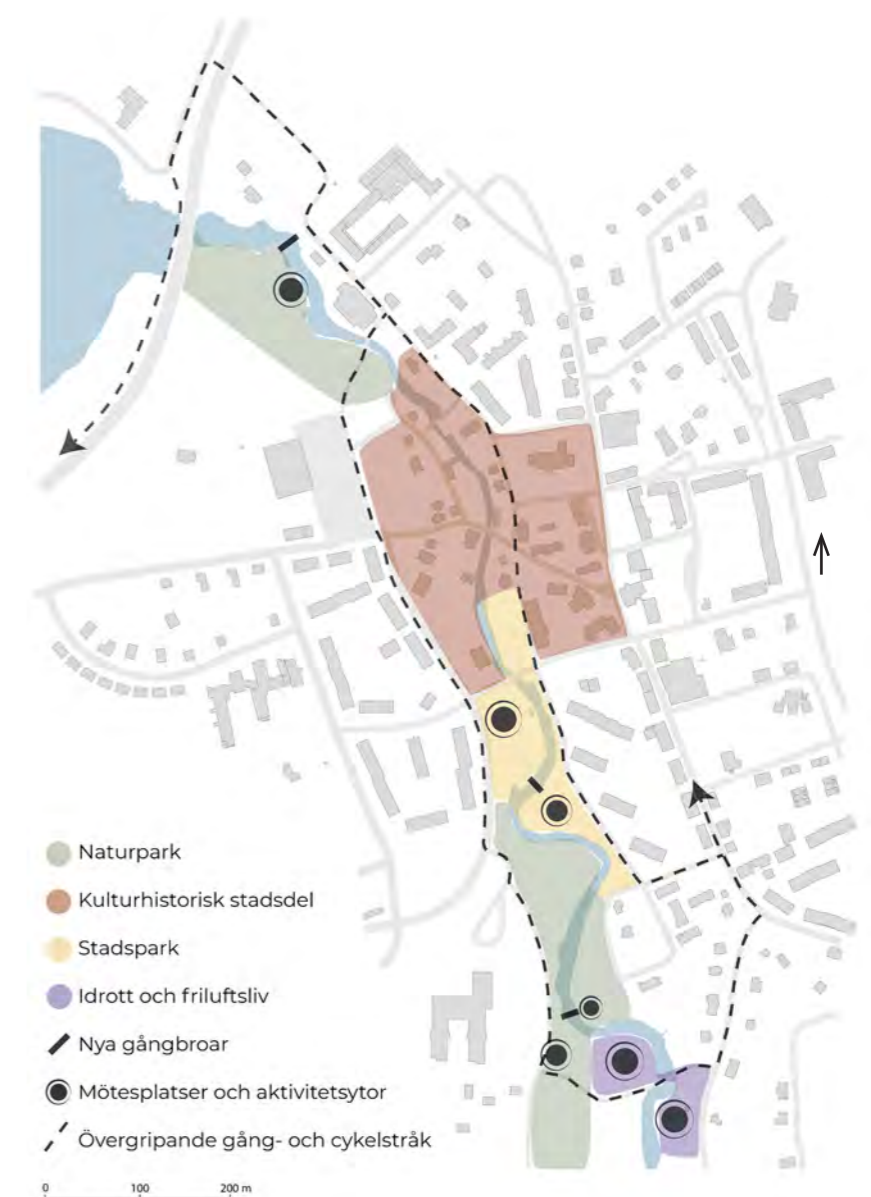 Naturpark
Kulturhistorisk stadsdel
Stadspark
Idrott och friluftsliv
Nya gångbroar
Mötesplatser och aktivitetsytor
Övergripande gång- och cykelstråk
0 100 200 m